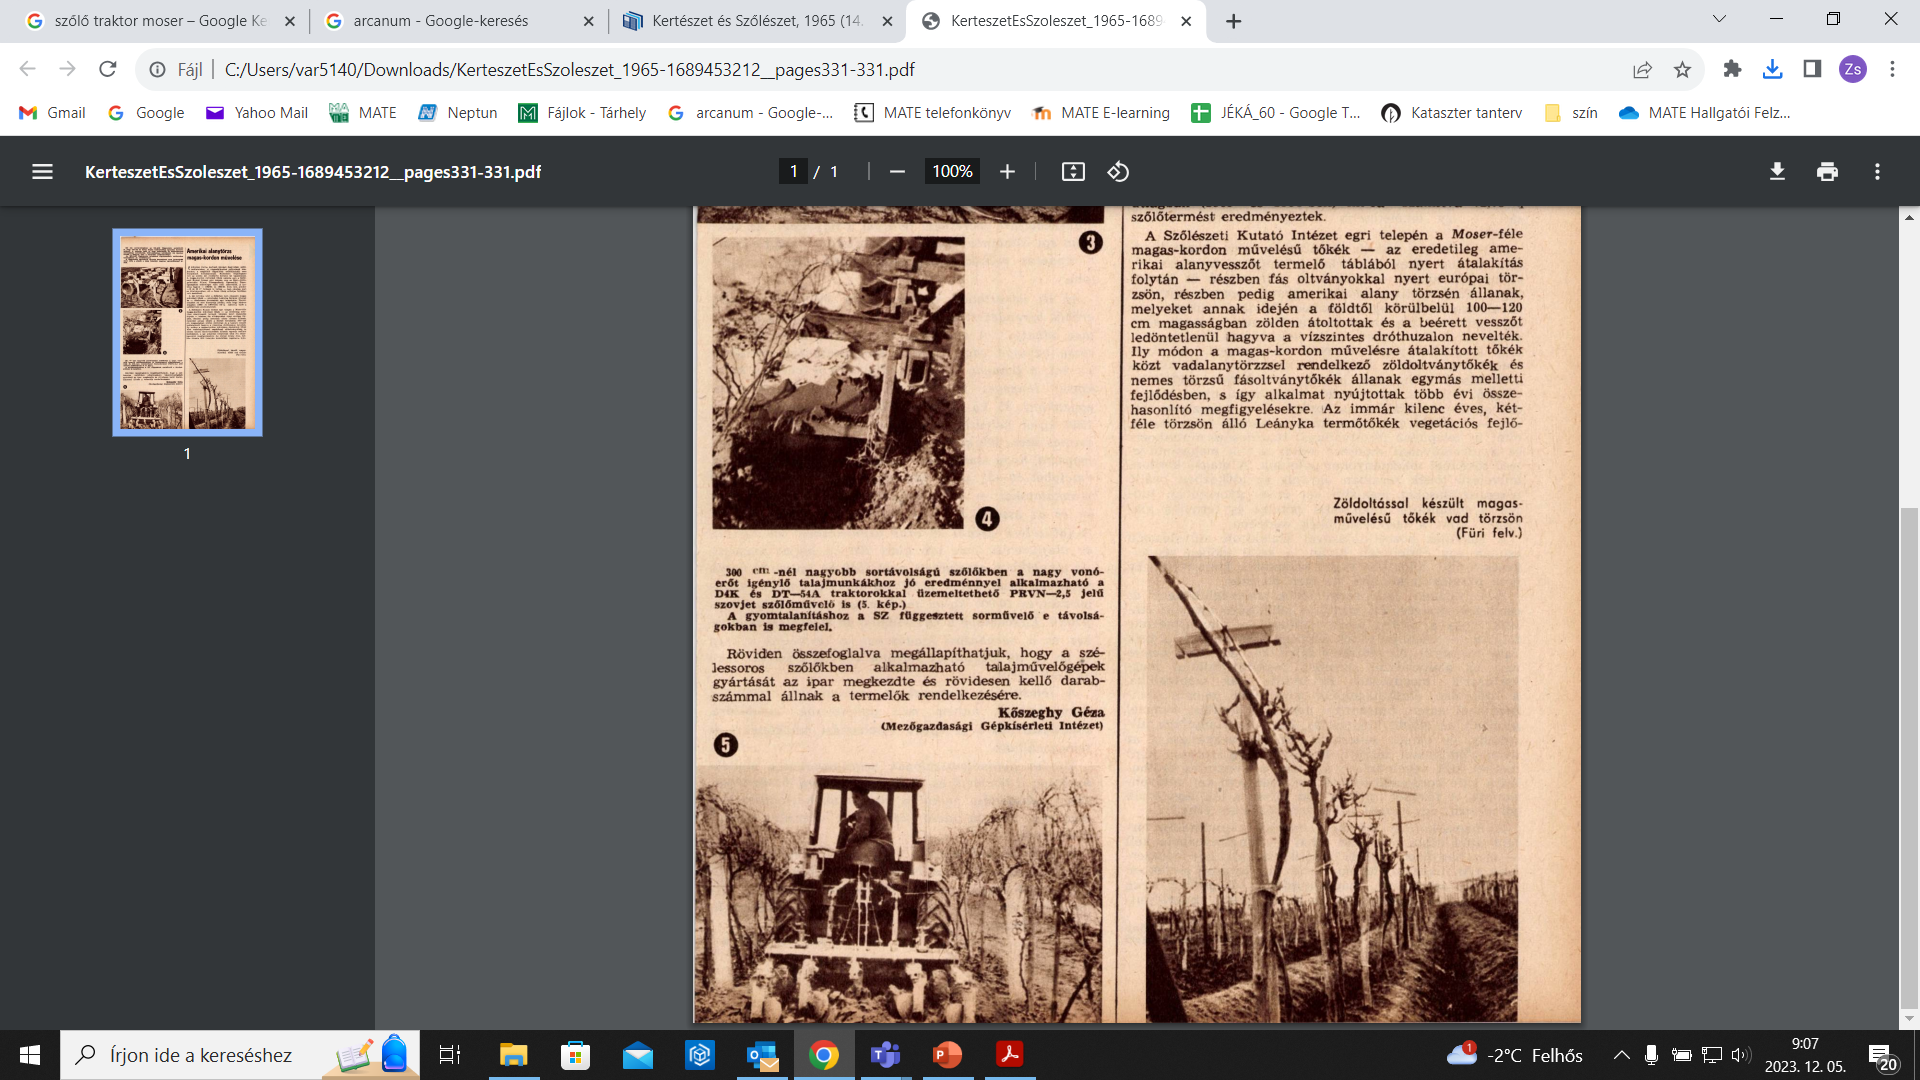 szőlő traktor moser – Google Ke
arcanum - Google-keresés
Kertészet és Szőlészet, 1965 (14.
KerteszetEsSzoleszet_1965-1689
Fájl
C:/Users/var5140/Downloads/KerteszetEsSzoleszet_1965-1689453212__pages331-331.pdf
Zs
Gmail
Google
Yahoo Mail
MATE
Neptun
Fájlok - Tárhely
arcanum - Google-...
MATE telefonkönyv
MATE E-learning
JÉKÁ_60 - Google T...
Kataszter tanterv
szín
MATE Hallgatói Felz...
KerteszetEsSzoleszet_1965-1689453212__pages331-331.pdf
1 / 1
100%
Amerikai alanytőrzs
magas-kordon művelése
1
3
4
300 cm -nél nagyobb sortávolságú szőlőkben a nagy vonó-
erőt igénylő talajmunkákhoz jó eredménnyel alkalmazható a
D4K és DT—54A traktorokkal üzemeltethető PRVN—2,5 jelű
szovjet szőlőművelő is (5. kép.)
A gyomtalanításhoz a SZ függesztett sorművelő e távolsá-
gokban is megfelel.
Röviden összefoglalva megállapíthatjuk, hogy a szé-
lessoros szőlőkben alkalmazható talajművelőgépek
gyártását az ipar megkezdte és rövidesen kellő darab-
számmal állnak a termelők rendelkezésére.
Kőszeghy Géza
(Mezőgazdasági Gépkísérleti Intézet)
5
szőlőtermést eredményeztek.
A Szőlészeti Kutató Intézet egri telepén a Moser-féle
magas-kordon művelésű tőkék — az eredetileg ame-
rikai alanyvesszőt termelő táblából nyert átalakítás
folytán — részben fás oltványokkal nyert európai tör-
zsön, részben pedig amerikai alany törzsén állanak,
melyeket annak idején a földtől körülbelül 100—120
cm magasságban zölden átoltottak és a beérett vesszőt
ledöntetlenül hagyva a vízszintes dróthuzalon nevelték.
Ily módon a magas-kordon művelésre átalakított tőkék
közt vadalanytörzzsel rendelkező zöldoltványtőkék és
nemes törzsű fásoltványtőkék állanak egymás melletti
fejlődésben, s így alkalmat nyújtottak több évi össze-
hasonlító megfigyelésekre. Az immár kilenc éves, két-
féle törzsön álló Leányka termőtőkék vegetációs fejlő-
Zöldoltással készült magas-
művelésű tőkék vad törzsön
(Füri felv.)
Írjon ide a kereséshez
1
-2°C Felhős
9:07
2023. 12. 05.
20